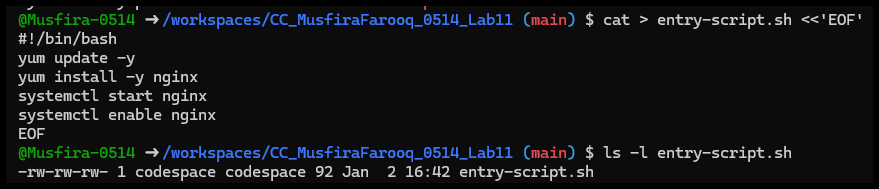 @Musfira-0514 ➜/workspaces/CC_MusfiraFarooq_0514_Lab11 (main) $ cat > entry-script.sh <<'EOF'
#!/bin/bash
yum update -y
yum install -y nginx
systemctl start nginx
systemctl enable nginx
EOF
@Musfira-0514 ➜/workspaces/CC_MusfiraFarooq_0514_Lab11 (main) $ ls -l entry-script.sh
-rw-rw-rw- 1 codespace codespace 92 Jan  2 16:42 entry-script.sh